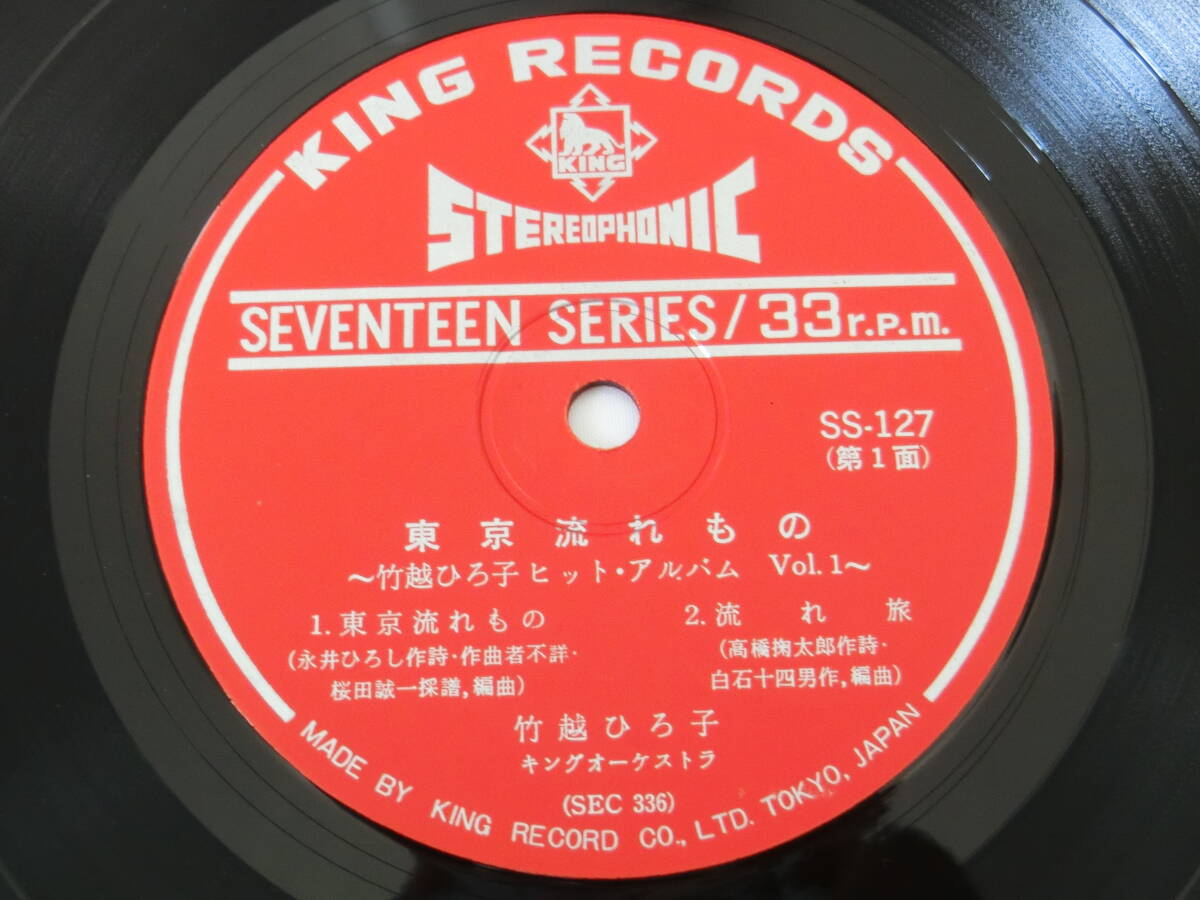 KING RECORDS
KING
STEREOPHONIC
SEVENTEEN SERIES/33r.p.m.
SS-127
(第1面)
東京流れもの
~竹越ひろ子ヒット・アルバム Vol.1~
1.東京流れもの
(永井ひろし作詩・作曲者不詳・
桜田誠一採譜,編曲)
2.流れ旅
(高橋掬太郎作詩・
白石十四男作,編曲)
竹越ひろ子
キングオーケストラ
(SEC 336)
MADE BY KING RECORD CO., LTD. TOKYO, JAPAN